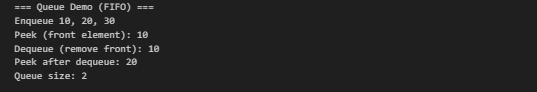 === Queue Demo (FIFO) ===
Enqueue 10, 20, 30
Peek (front element): 10
Dequeue (remove front): 10
Peek after dequeue: 20
Queue size: 2